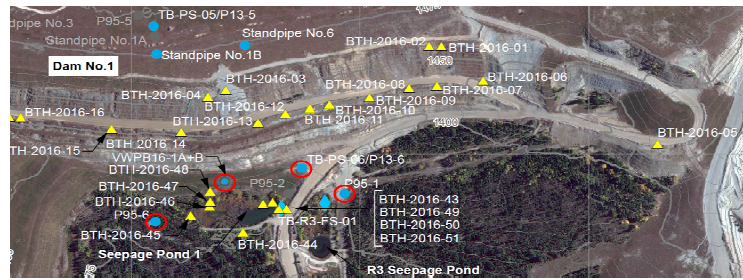 TB-PS-05/P13-5
P95-5
dpipe No.3
Standpipe No.1A
Standpipe No.6
Standpipe No.1B
Dam No.1
BTH-2016-02
BTH-2016-01
1450
BTH-2016-03
BTH-2016-04
BTH-2016-08
BTH-2016-06
BTH-2016-07
BTH-2016-12
BTH-2016-09
BTH-2016-16
BTH-2016-13
BTH-2016-10
BTH-2016-11
1400
BTH-2016-14
TH-2016-15
BTH-2016-05
VWPB16-1A+B
TB-PS-06/P13-6
BTH-2016-48
P95-2
P95-1
BTH-2016-47
BTH-2016-46
BTH-2016-43
BTH-2016-49
BTH-2016-50
BTH-2016-51
P95-6
TB-R3-FS-01
BTH-2016-45
BTH-2016-44
Seepage Pond 1
R3 Seepage Pond